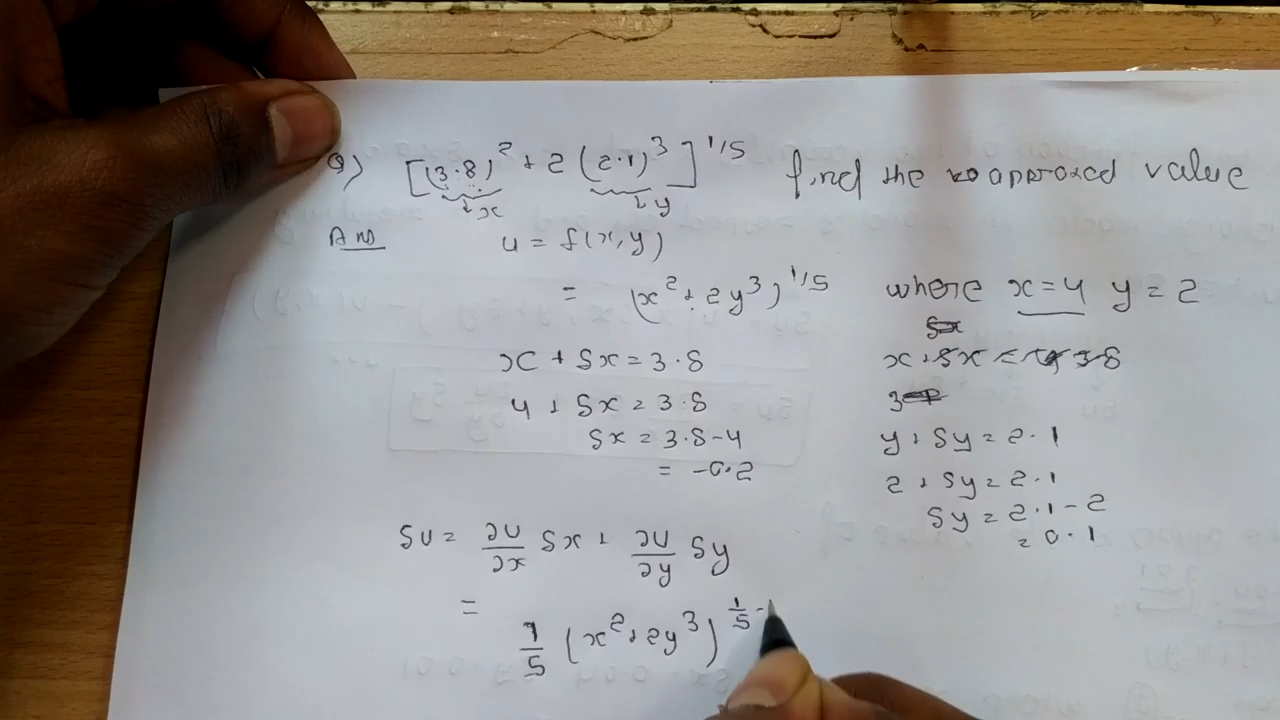 Q) [(3.8)² + 2 (2.1)³]^1/5 find the approxed value
↓x ↓y
Ans u = f(x,y)
= (x² + 2y³)^1/5 where x=4 y = 2
x + δx = 3.8
4 + δx = 3.8
δx = 3.8-4
= -0.2
y + δy = 2.1
2 + δy = 2.1
δy = 2.1-2
= 0.1
δu = ∂u/∂x δx + ∂u/∂y δy
= 1/5 (x² + 2y³)^1/5 -